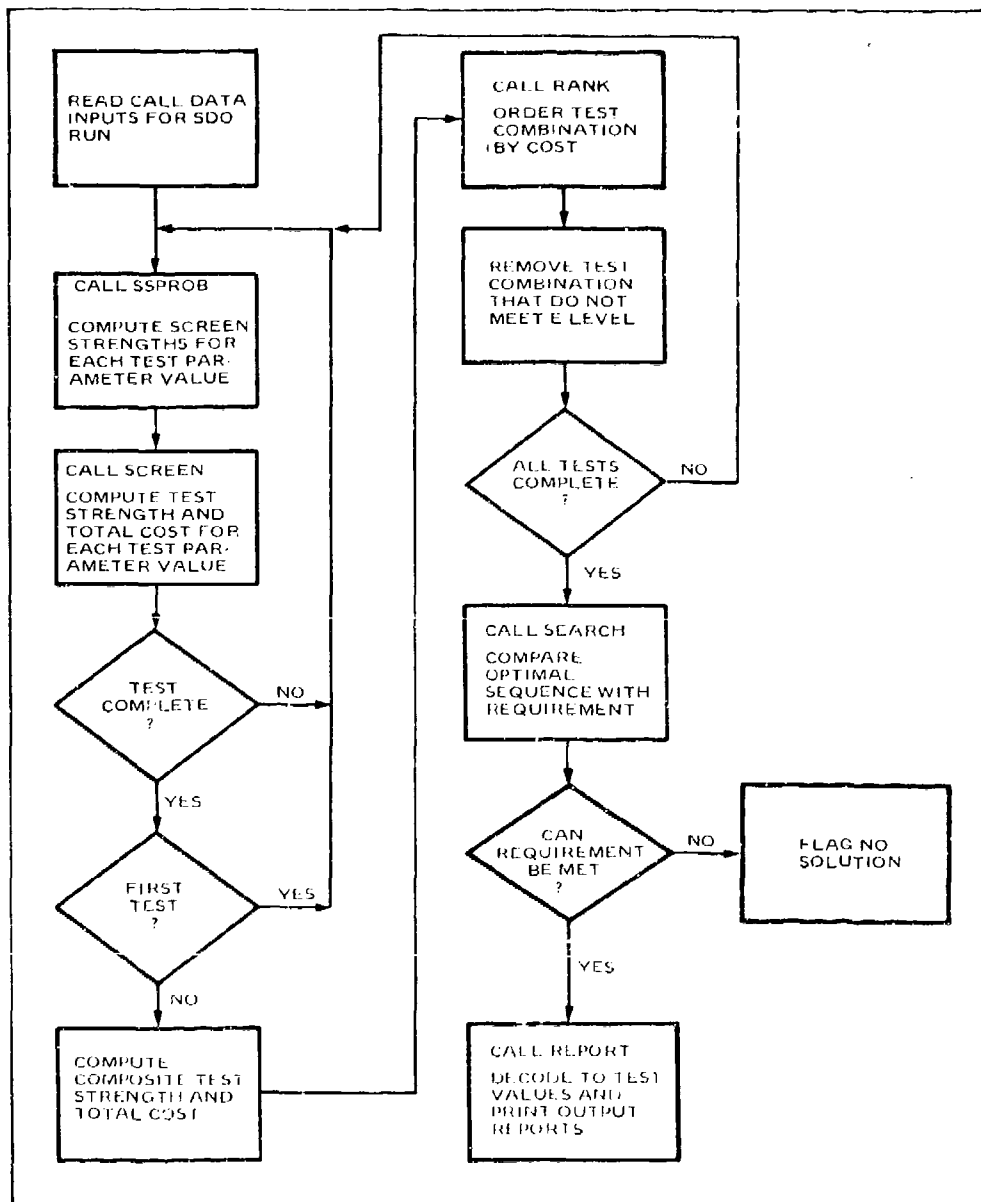 READ CALL DATA
INPUTS FOR SDO
RUN
CALL SSPROB
COMPUTE SCREEN
STRENGTHS FOR
EACH TEST PAR-
AMETER VALUE
CALL SCREEN
COMPUTE TEST
STRENGTH AND
TOTAL COST FOR
EACH TEST PAR-
AMETER VALUE
TEST
COMPLETE
?
NO
YES
FIRST
TEST
?
YES
NO
COMPUTE
COMPOSITE TEST
STRENGTH AND
TOTAL COST
CALL RANK
ORDER TEST
COMBINATION
(BY COST
REMOVE TEST
COMBINATION
THAT DO NOT
MEET E LEVEL
ALL TESTS
COMPLETE
?
NO
YES
CALL SEARCH
COMPARE
OPTIMAL
SEQUENCE WITH
REQUIREMENT
CAN
REQUIREMENT
BE MET
?
NO
FLAG NO
SOLUTION
YES
CALL REPORT
DECODE TO TEST
VALUES AND
PRINT OUTPUT
REPORTS